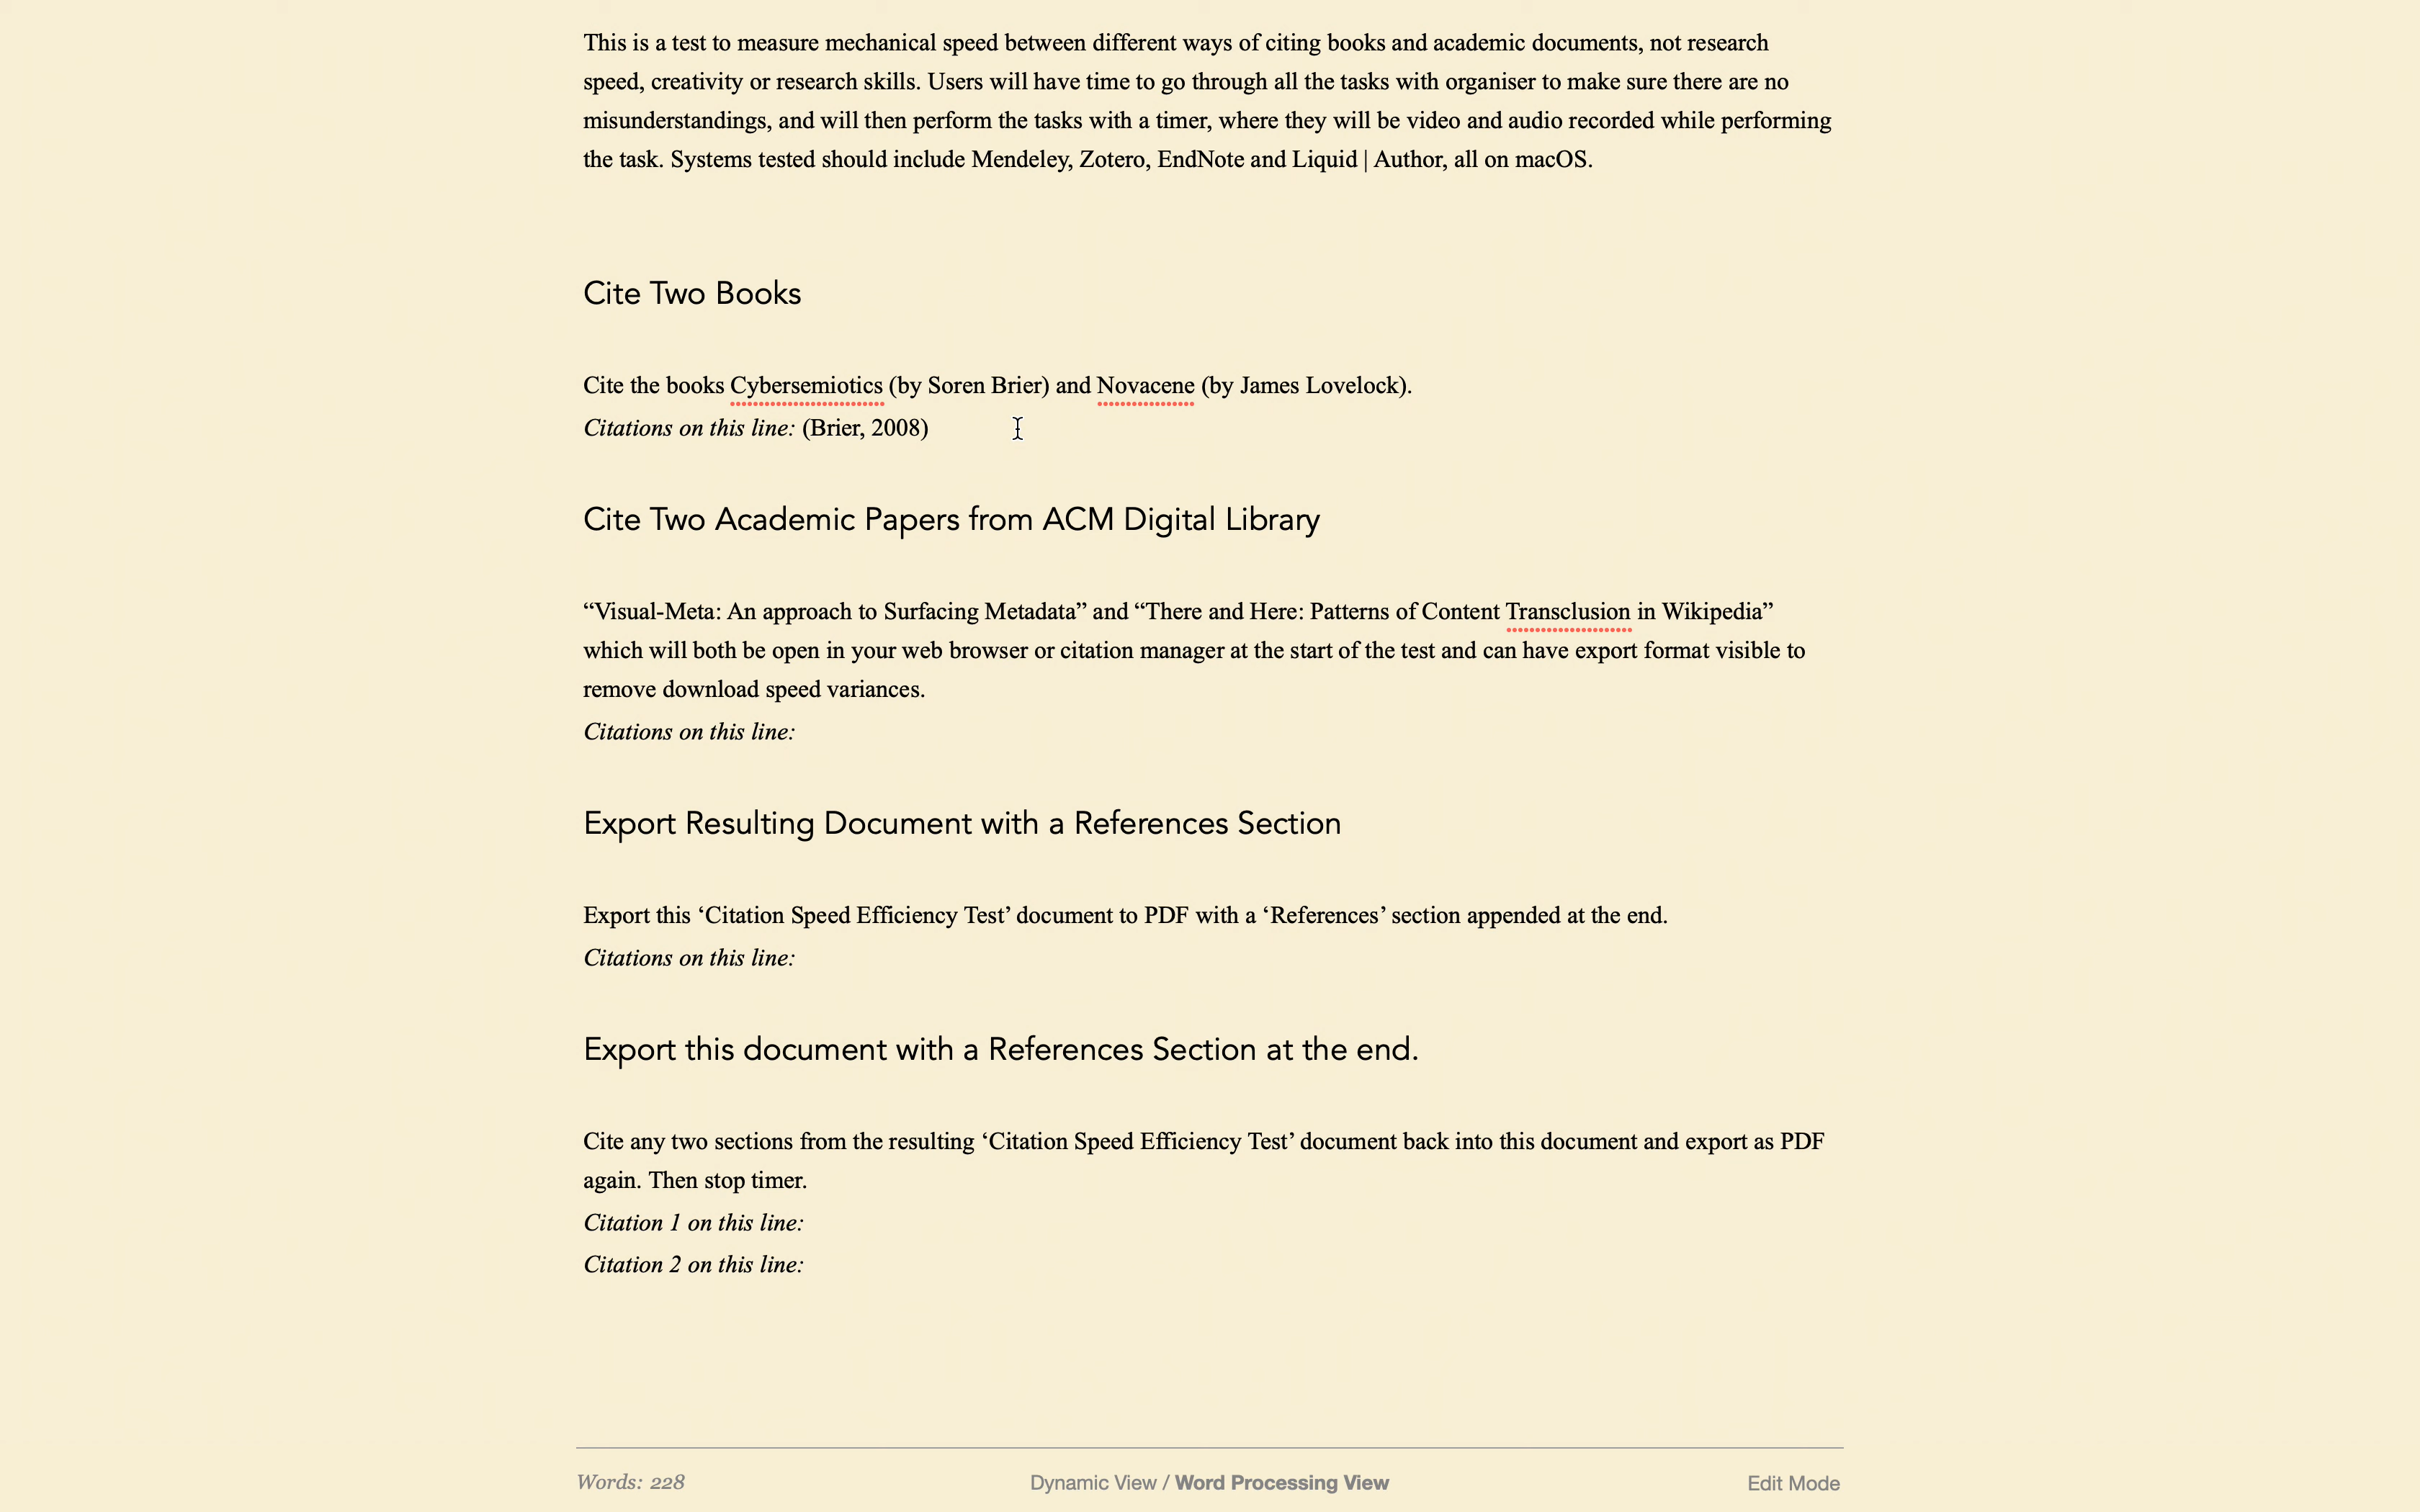 This is a test to measure mechanical speed between different ways of citing books and academic documents, not research
speed, creativity or research skills. Users will have time to go through all the tasks with organiser to make sure there are no
misunderstandings, and will then perform the tasks with a timer, where they will be video and audio recorded while performing
the task. Systems tested should include Mendeley, Zotero, EndNote and Liquid | Author, all on macOS.
Cite Two Books
Cite the books Cybersemiotics (by Soren Brier) and Novacene (by James Lovelock).
Citations on this line: (Brier, 2008)
Cite Two Academic Papers from ACM Digital Library
“Visual-Meta: An approach to Surfacing Metadata” and “There and Here: Patterns of Content Transclusion in Wikipedia”
which will both be open in your web browser or citation manager at the start of the test and can have export format visible to
remove download speed variances.
Citations on this line:
Export Resulting Document with a References Section
Export this ‘Citation Speed Efficiency Test’ document to PDF with a ‘References’ section appended at the end.
Citations on this line:
Export this document with a References Section at the end.
Cite any two sections from the resulting ‘Citation Speed Efficiency Test’ document back into this document and export as PDF
again. Then stop timer.
Citation 1 on this line:
Citation 2 on this line:
Words: 228
Dynamic View / Word Processing View
Edit Mode